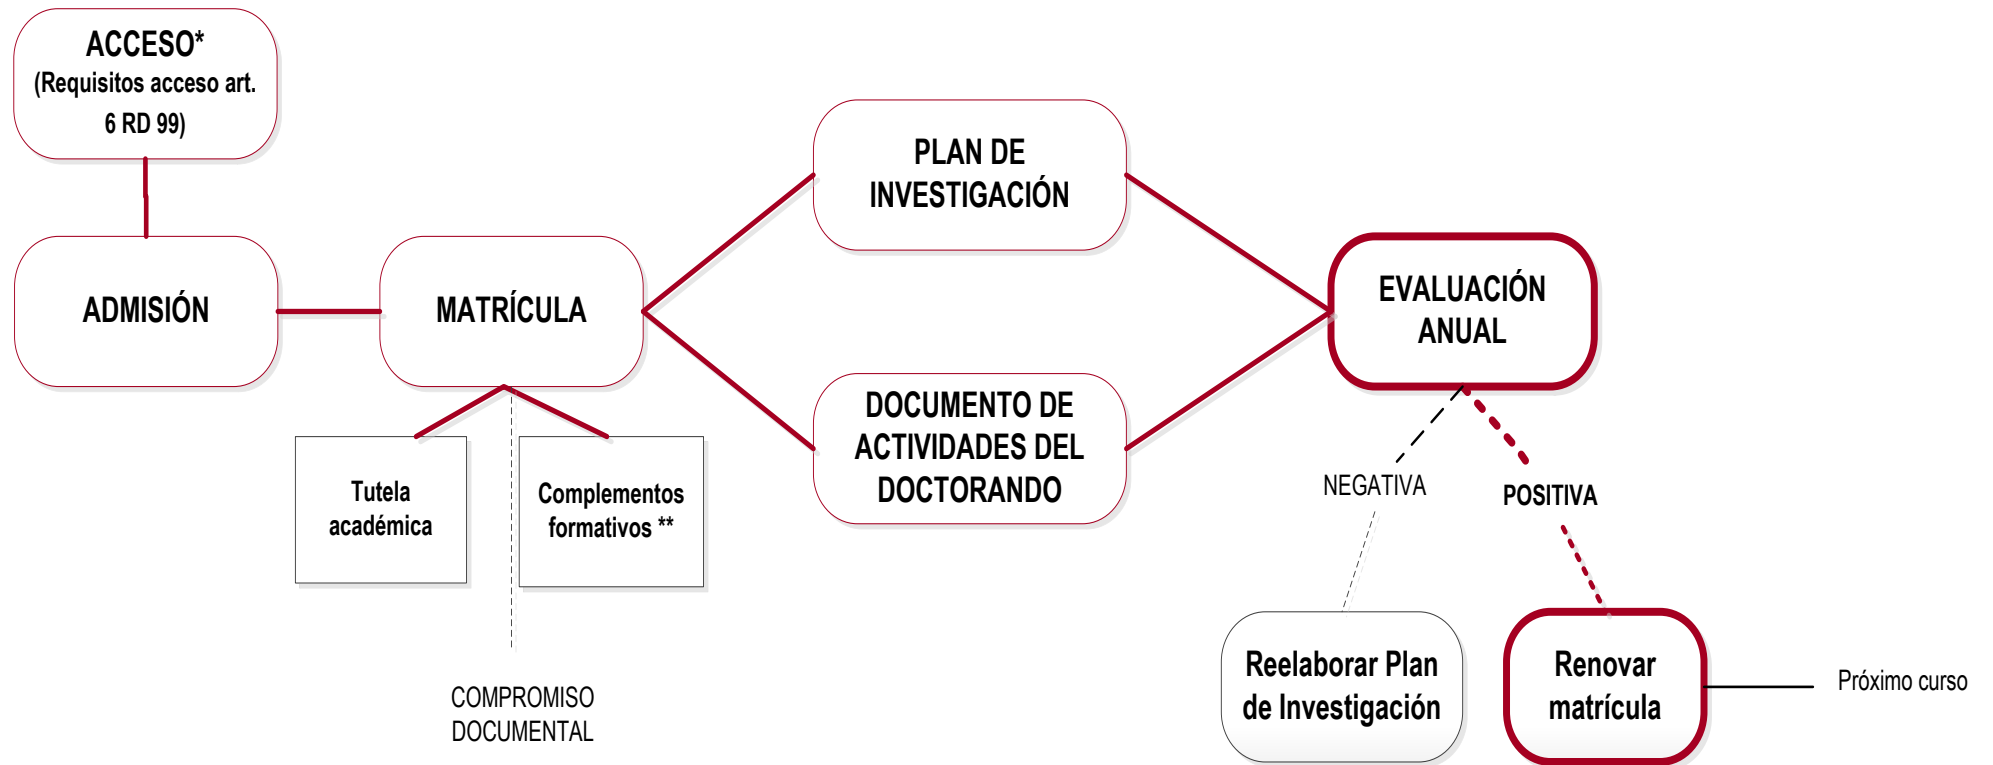 ACCESO*
(Requisitos acceso art.
6 RD 99)
ADMISIÓN
MATRÍCULA
Tutela
académica
Complementos
formativos **
COMPROMISO
DOCUMENTAL
PLAN DE
INVESTIGACIÓN
DOCUMENTO DE
ACTIVIDADES DEL
DOCTORANDO
EVALUACIÓN
ANUAL
NEGATIVA
POSITIVA
Reelaborar Plan
de Investigación
Renovar
matrícula
Próximo curso